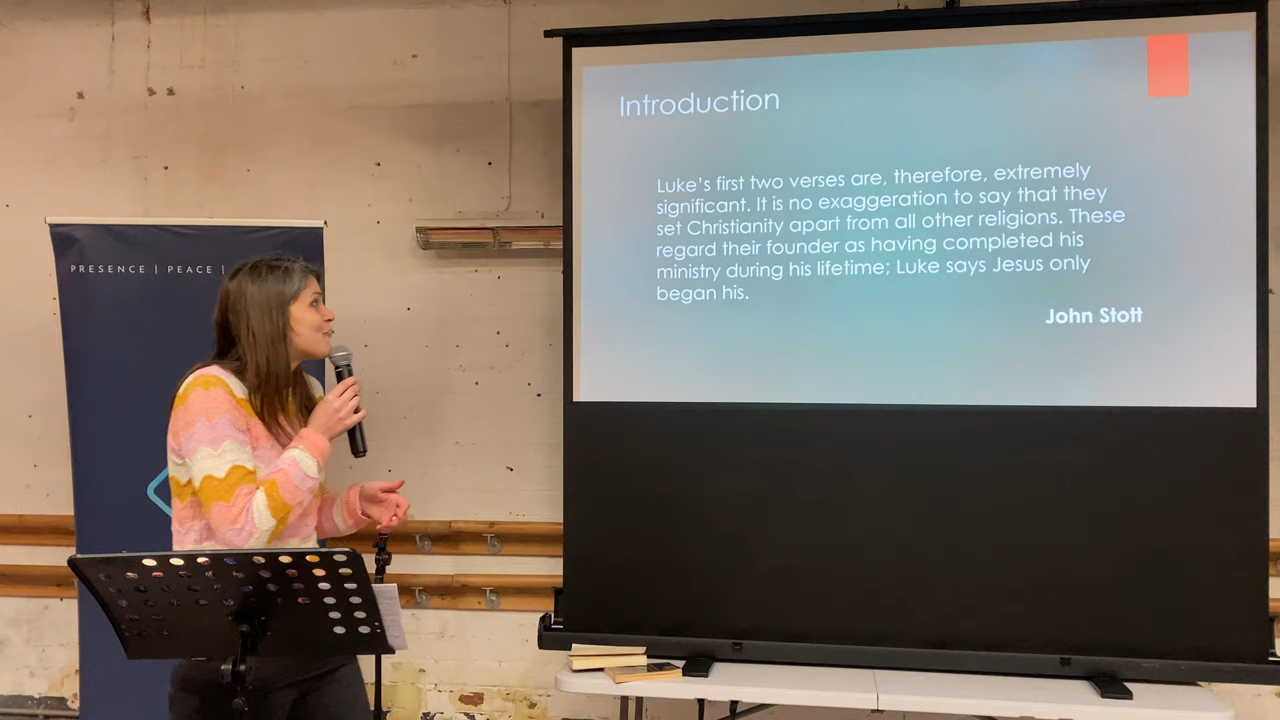 PRESENCE | PEACE |
Introduction
Luke's first two verses are, therefore, extremely
significant. It is no exaggeration to say that they
set Christianity apart from all other religions. These
regard their founder as having completed his
ministry during his lifetime; Luke says Jesus only
began his.
John Stott